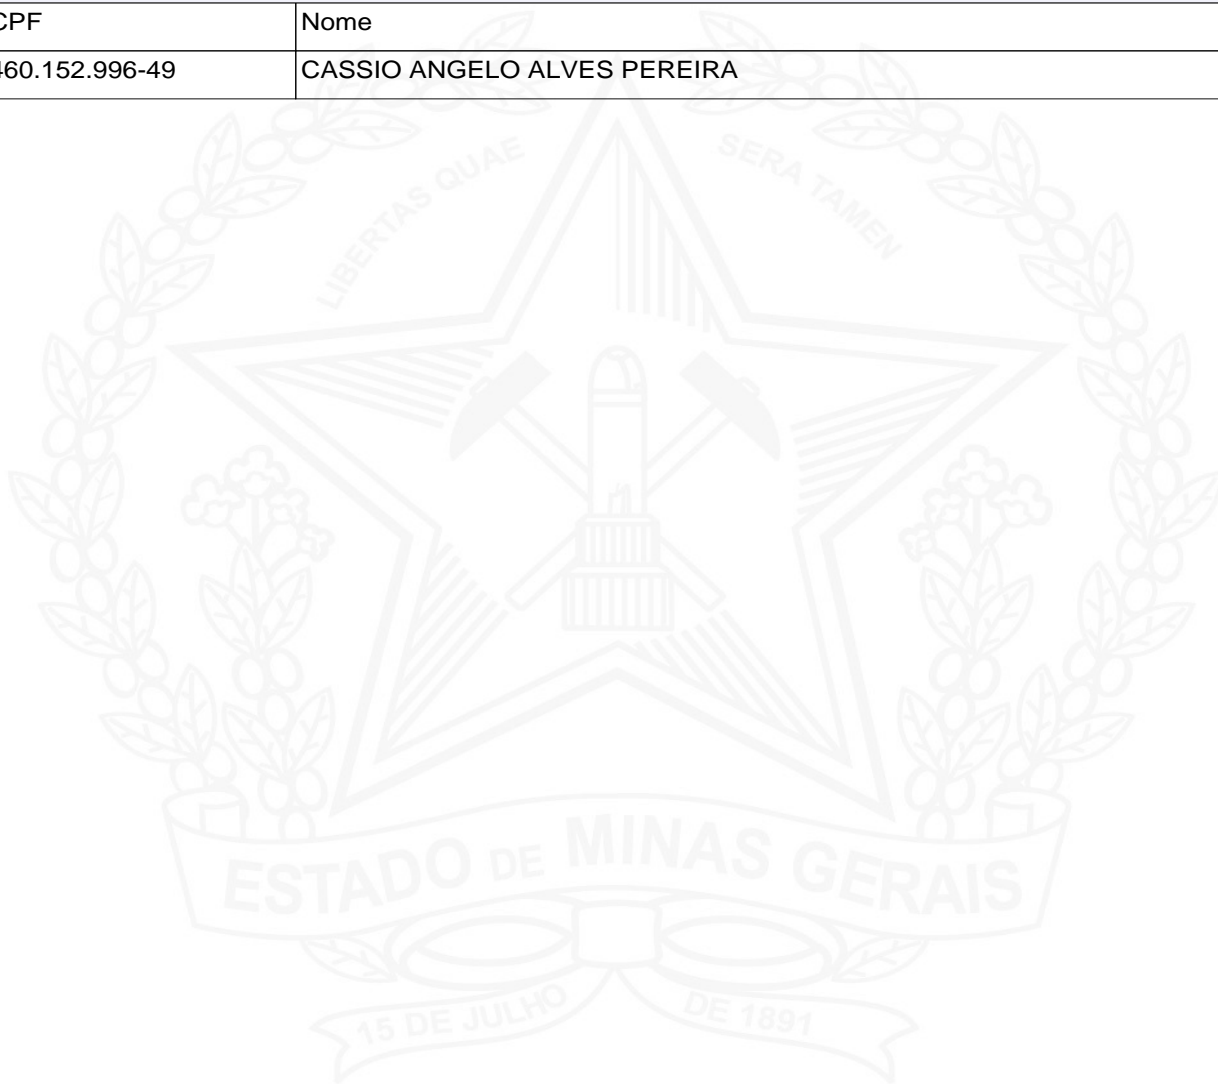 CPF Nome
460.152.996-49 CASSIO ANGELO ALVES PEREIRA
LIBERTAS QUAE SERA TAMEN
ESTADO DE MINAS GERAIS
15 DE JULHO DE 1891